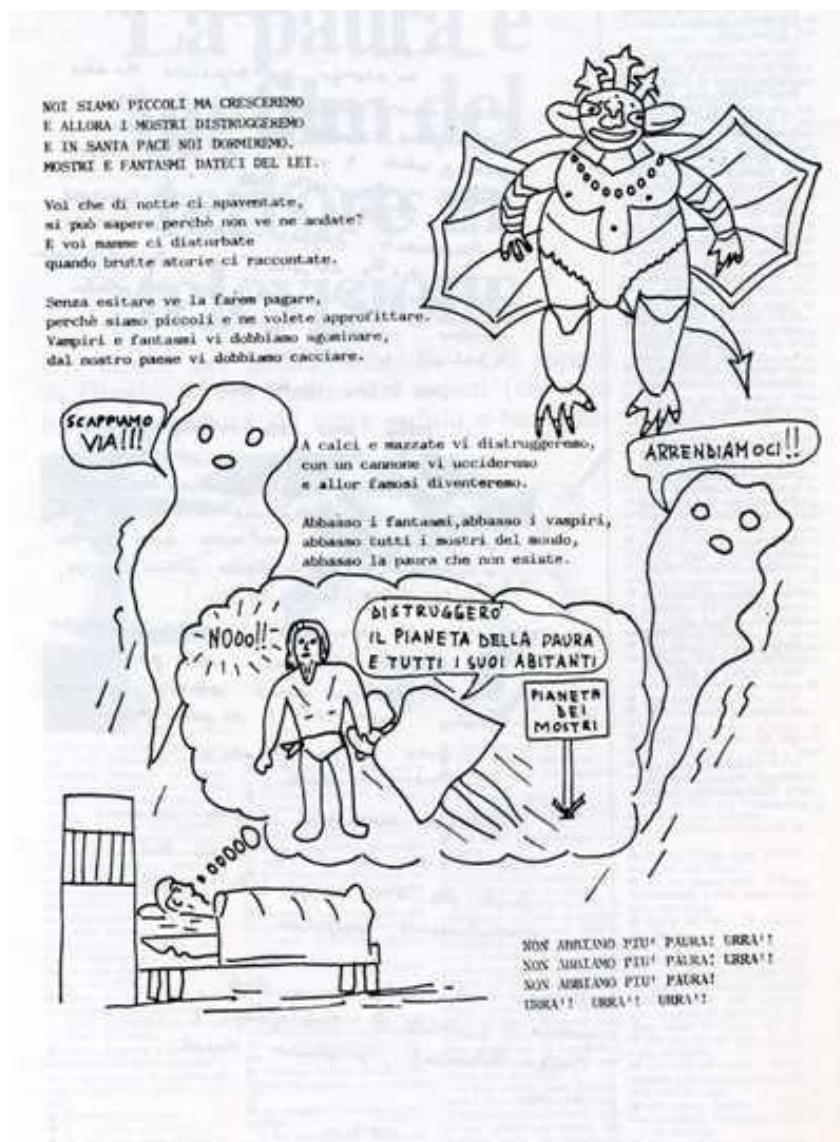 NOI SIAMO PICCOLI MA CRESCEREMO
E ALLORA I MOSTRI DISTRUGGEREMO
E IN SANTA PACE NOI DORMIREMO.
MOSTRI E FANTASMI DATECI DEL LEI.
Voi che di notte ci spaventate,
si può sapere perchè non ve ne andate?
E voi mamme ci disturbate
quando brutte storie ci raccontate.
Senza esitare ve la farem pagare,
perchè siamo piccoli e ne volete approfittare.
Vampiri e fantasmi vi dobbiamo sgominare,
dal nostro paese vi dobbiamo cacciare.
SCAPPIAMO
VIA!!!
A calci e mazzate vi distruggeremo,
con un cannone vi uccideremo
e allor famosi diventeremo.
ARRENDIAMOCI!!
Abbasso i fantasmi,abbasso i vampiri,
abbasso tutti i mostri del mondo,
abbasso la paura che non esiste.
NOOO!!
DISTRUGGERO'
IL PIANETA DELLA PAURA
E TUTTI I SUOI ABITANTI
PIANETA
DEI
MOSTRI
NON ABBIAMO PIU' PAURA! URRA'!
NON ABBIAMO PIU' PAURA! URRA'!
NON ABBIAMO PIU' PAURA!
URRA'! URRA'! URRA'!